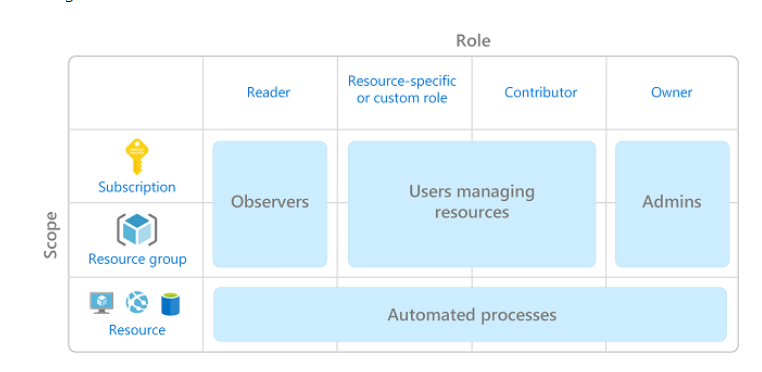 Role
Reader
Resource-specific
or custom role
Contributor
Owner
Scope
Subscription
Observers
Users managing
resources
Admins
Resource group
Resource
Automated processes